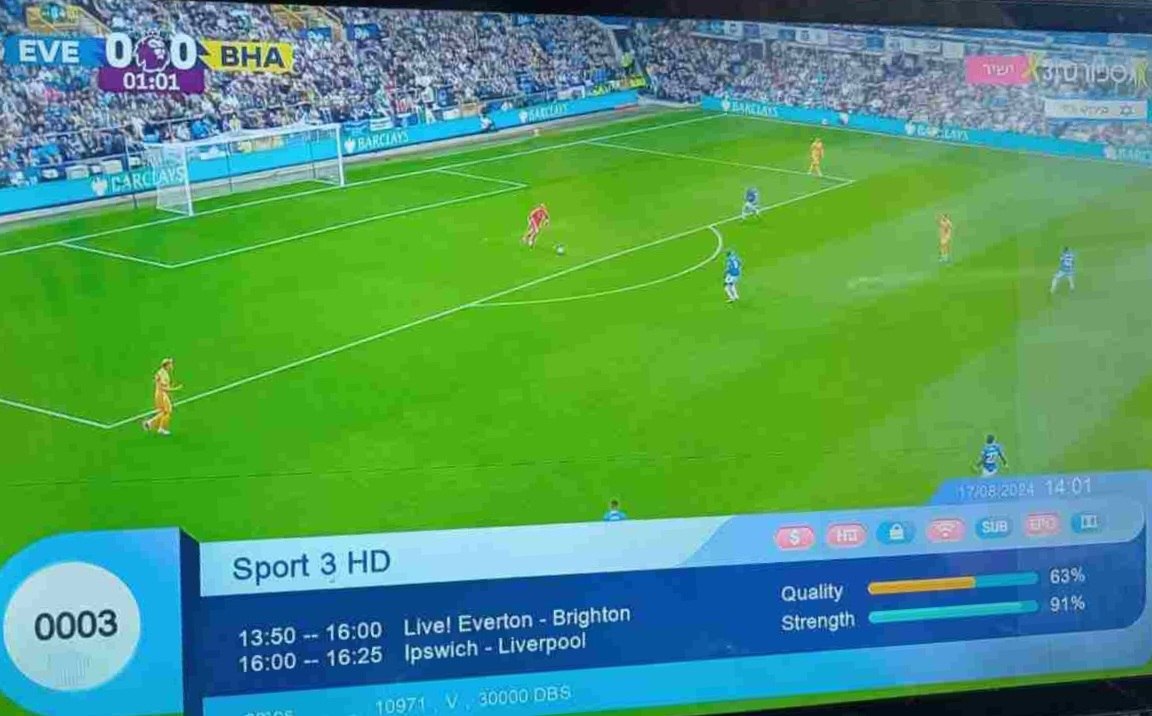 EVE 0 0 BHA
01:01
ישיר ספורט3
BARCLAYS
BARCLAYS
BARCLAYS
BARCLAYS
BARCLAYS
17/08/2024 14:01
$ HD SUB EPG
Sport 3 HD
0003
Quality 63%
Strength 91%
13:50 -- 16:00 Live! Everton - Brighton
16:00 -- 16:25 Ipswich - Liverpool
10971 , V , 30000 DBS